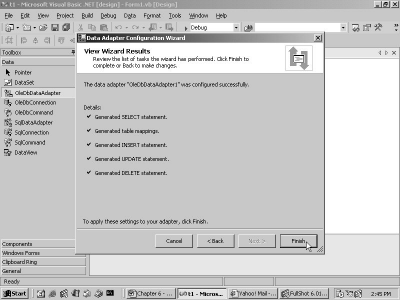 t1 - Microsoft Visual Basic .NET [design] - Form1.vb [Design]
File Edit View Project Build Debug Data Format Tools Window Help
Debug
Toolbox
Data
Pointer
DataSet
OleDbDataAdapter
OleDbConnection
OleDbCommand
SqlDataAdapter
SqlConnection
SqlCommand
DataView
Components
Windows Forms
Clipboard Ring
General
Data Adapter Configuration Wizard
View Wizard Results
Review the list of tasks the wizard has performed. Click Finish to
complete or Back to make changes.
The data adapter "OleDbDataAdapter1" was configured successfully.
Details:
Generated SELECT statement.
Generated table mappings.
Generated INSERT statement.
Generated UPDATE statement.
Generated DELETE statement.
To apply these settings to your adapter, click Finish.
Cancel
< Back
Next >
Finish
Ready
Start
Chapter 6 - ...
t1 - Micros...
Yahoo! Mail - ...
FullShot 6.01...
2:45 PM